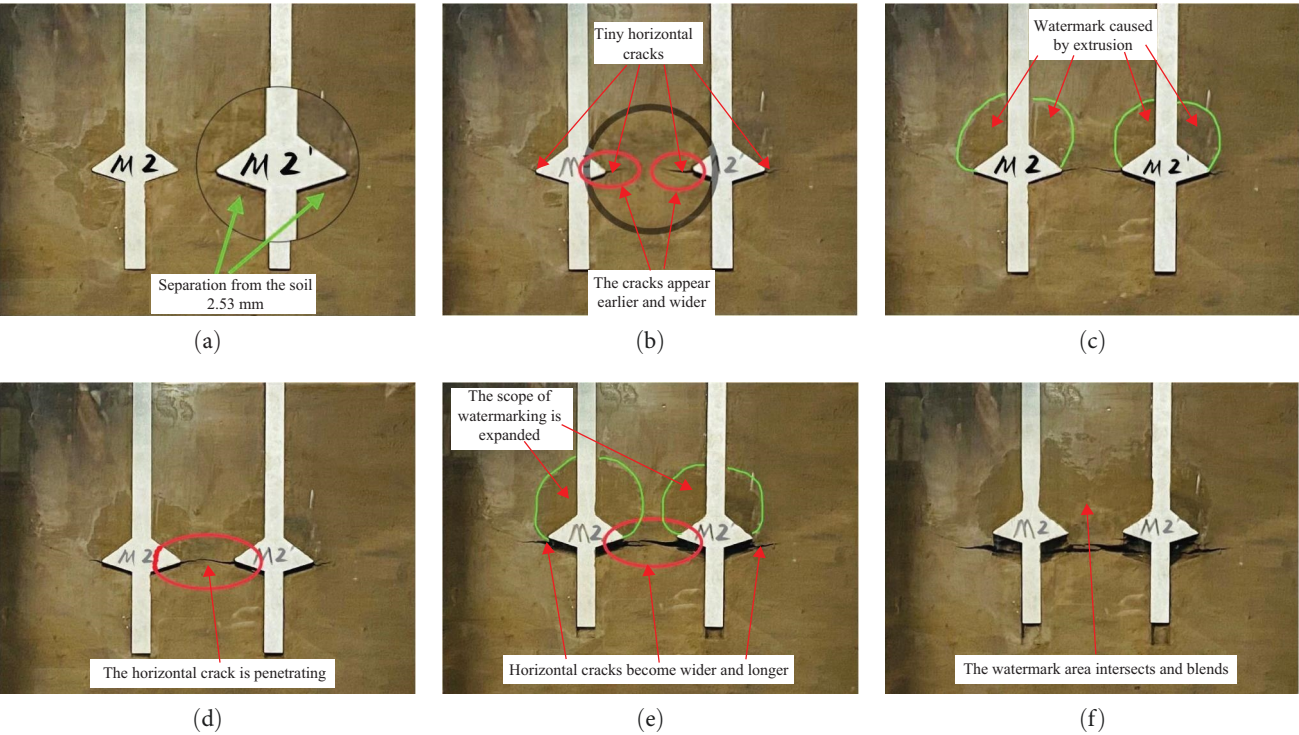 M2
M2'
Separation from the soil
2.53 mm
(a)
Tiny horizontal
cracks
M
M2'
The cracks appear
earlier and wider
(b)
Watermark caused
by extrusion
M2
M2'
(c)
M2
M2'
The horizontal crack is penetrating
(d)
The scope of
watermarking is
expanded
M2
M2'
Horizontal cracks become wider and longer
(e)
M2
M2'
The watermark area intersects and blends
(f)